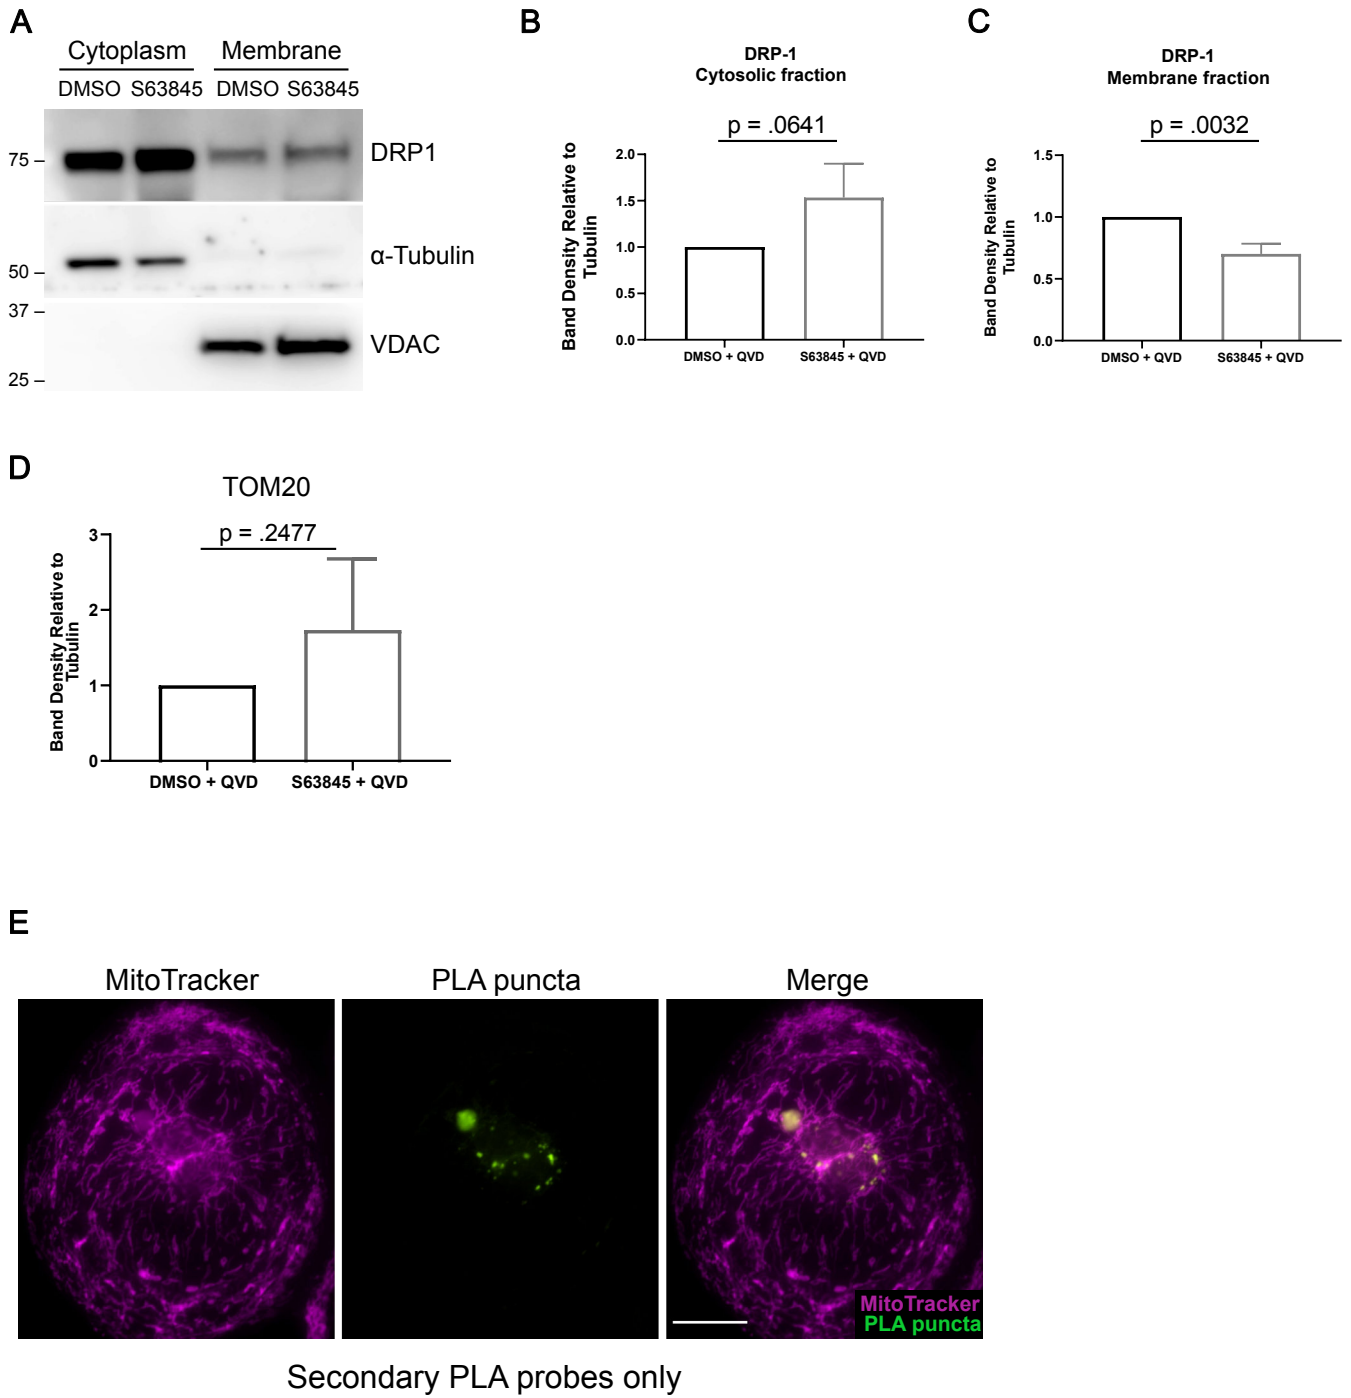 A
Cytoplasm Membrane
DMSO S63845 DMSO S63845
75 – DRP1
α-Tubulin
50 –
37 –
VDAC
25 –
B
DRP-1
Cytosolic fraction
p = .0641
Band Density Relative to
Tubulin
2.0
1.5
1.0
0.5
0.0
DMSO + QVD S63845 + QVD
C
DRP-1
Membrane fraction
p = .0032
Band Density Relative to
Tubulin
1.5
1.0
0.5
0.0
DMSO + QVD S63845 + QVD
D
TOM20
p = .2477
Band Density Relative to
Tubulin
3
2
1
0
DMSO + QVD S63845 + QVD
E
MitoTracker PLA puncta Merge
MitoTracker
PLA puncta
Secondary PLA probes only